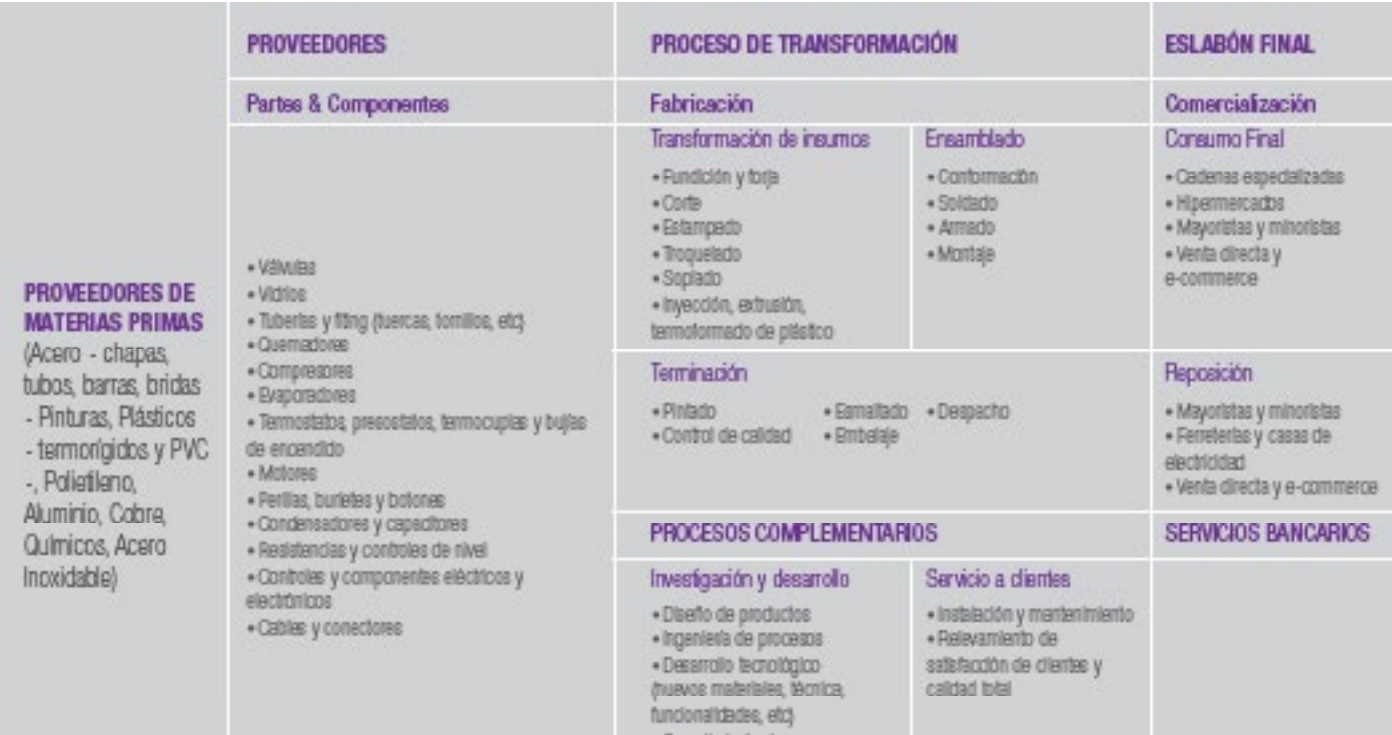 PROVEEDORES DE
MATERIAS PRIMAS
(Acero - chapas,
tubos, barras, bridas
- Pinturas, Plásticos
- termorígidos y PVC
-, Polietileno,
Aluminio, Cobre,
Químicos, Acero
Inoxidable)
PROVEEDORES
Partes & Componentes
• Válvulas
• Vidrios
• Tuberías y fiting (tuercas, tornillos, etc)
• Quemadores
• Compresores
• Evaporadores
• Termostatos, presostatos, termocuplas y bujías
de encendido
• Motores
• Perillas, burletes y botones
• Condensadores y capacitores
• Resistencias y controles de nivel
• Controles y componentes eléctricos y
electrónicos
• Cables y conectores
PROCESO DE TRANSFORMACIÓN
Fabricación
Transformación de insumos
• Fundición y forja
• Corte
• Estampado
• Troquelado
• Soplado
• Inyección, extrusión,
termoformado de plástico
Ensamblado
• Conformación
• Soldado
• Armado
• Montaje
Terminación
• Pintado
• Esmaltado
• Despacho
• Control de calidad
• Embalaje
PROCESOS COMPLEMENTARIOS
Investigación y desarrollo
• Diseño de productos
• Ingeniería de procesos
• Desarrollo tecnológico
(nuevos materiales, técnica,
funcionalidades, etc)
Servicio a clientes
• Instalación y mantenimiento
• Relevamiento de
satisfacción de clientes y
calidad total
ESLABÓN FINAL
Comercialización
Consumo Final
• Cadenas especializadas
• Hipermercados
• Mayoristas y minoristas
• Venta directa y
e-commerce
Reposición
• Mayoristas y minoristas
• Ferreterías y casas de
electricidad
• Venta directa y e-commerce
SERVICIOS BANCARIOS